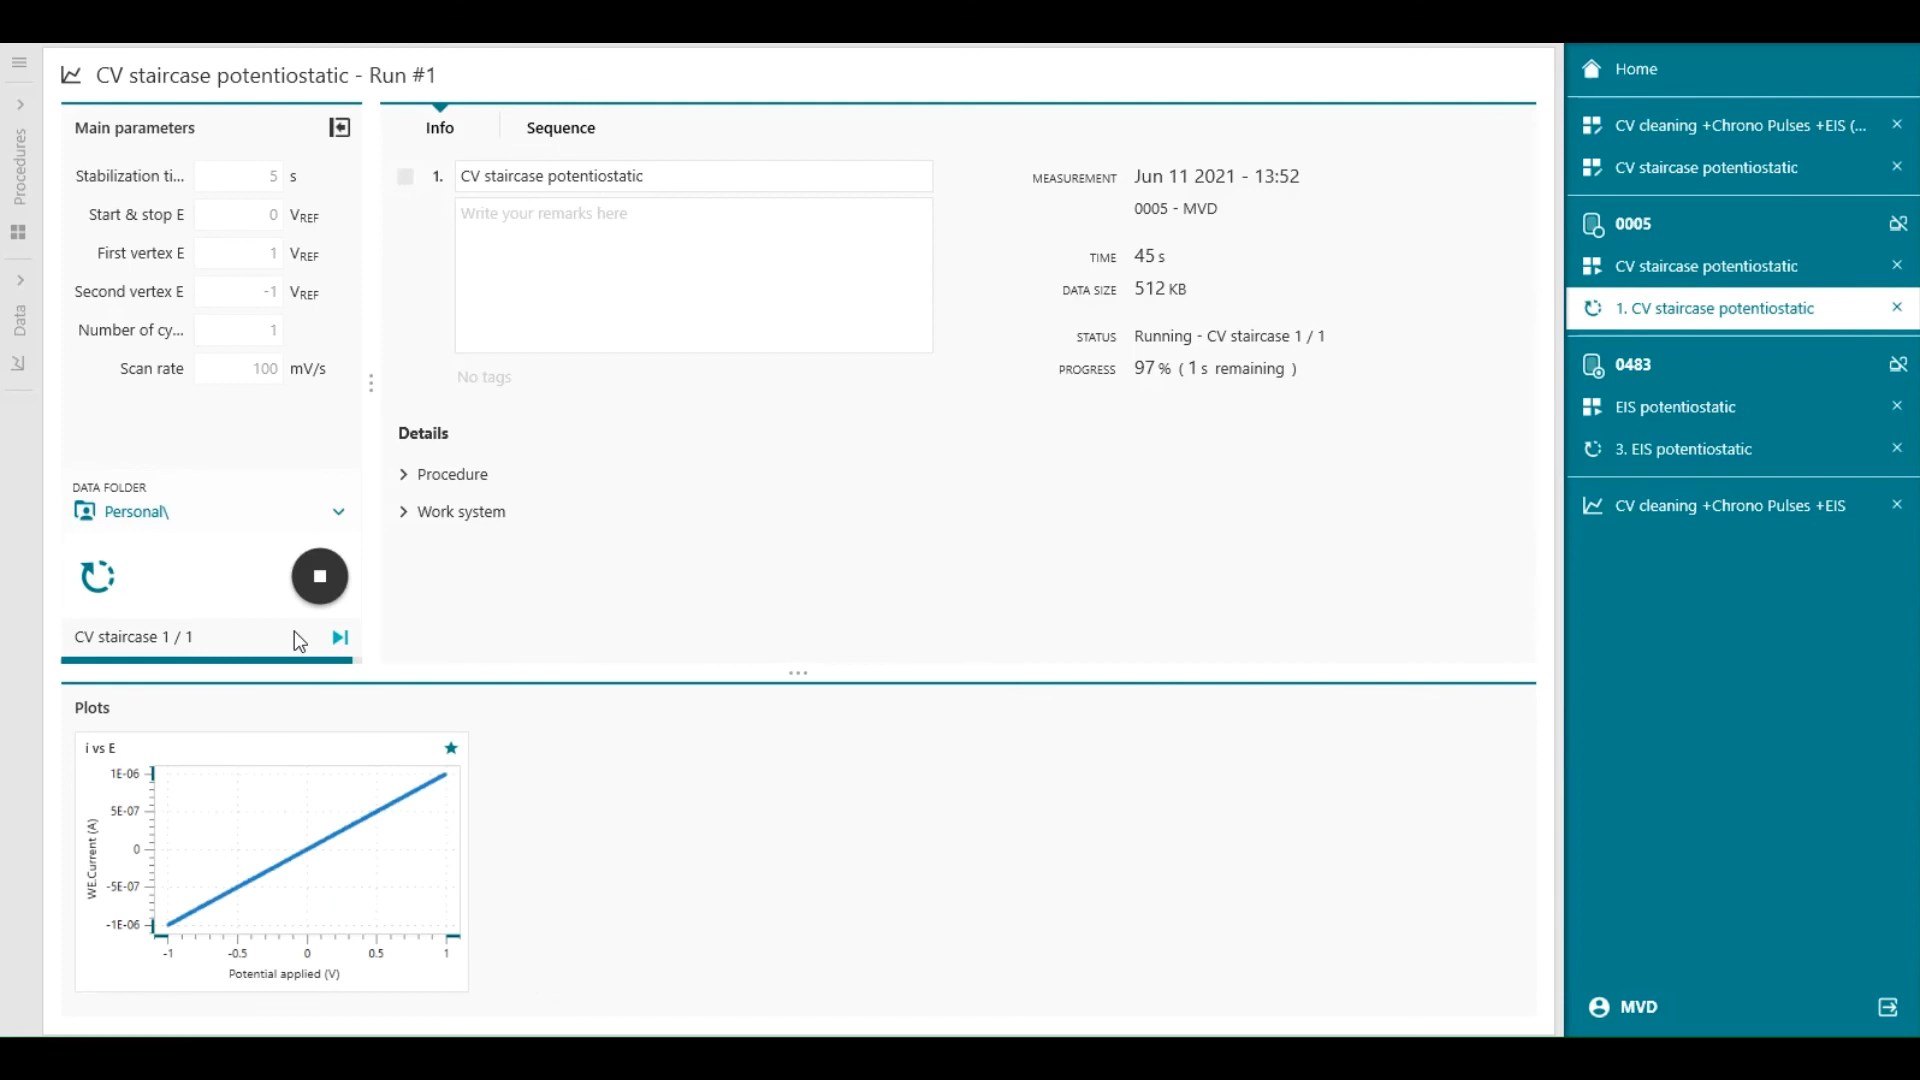 CV staircase potentiostatic - Run #1
Procedures
Data
Main parameters
Stabilization ti... 5 s
Start & stop E 0 VREF
First vertex E 1 VREF
Second vertex E -1 VREF
Number of cy... 1
Scan rate 100 mV/s
DATA FOLDER
Personal\
CV staircase 1 / 1
Info
Sequence
1. CV staircase potentiostatic
Write your remarks here
No tags
MEASUREMENT Jun 11 2021 - 13:52
0005 - MVD
TIME 45 s
DATA SIZE 512 KB
STATUS Running - CV staircase 1 / 1
PROGRESS 97 % ( 1 s remaining )
Details
Procedure
Work system
Plots
i vs E
1E-06
5E-07
0
-5E-07
-1E-06
WE.Current (A)
-1 -0.5 0 0.5 1
Potential applied (V)
Home
CV cleaning +Chrono Pulses +EIS (...
CV staircase potentiostatic
0005
CV staircase potentiostatic
1. CV staircase potentiostatic
0483
EIS potentiostatic
3. EIS potentiostatic
CV cleaning +Chrono Pulses +EIS
MVD